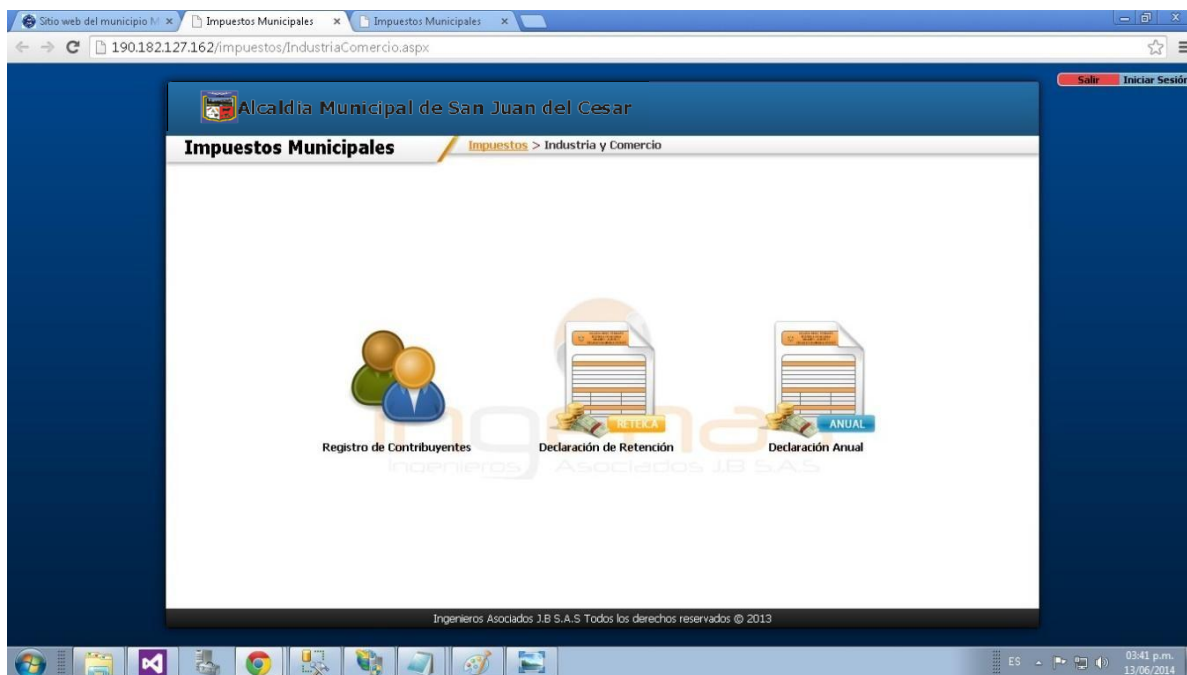 Sitio web del municipio M
Impuestos Municipales
Impuestos Municipales
190.182.127.162/impuestos/IndustriaComercio.aspx
Salir
Iniciar Sesión
Alcaldia Municipal de San Juan del Cesar
Impuestos Municipales
Impuestos > Industria y Comercio
RETEICA
ANUAL
Registro de Contribuyentes
Declaración de Retención
Declaración Anual
Ingenieros Asociados J.B S.A.S
Ingenieros Asociados J.B S.A.S Todos los derechos reservados © 2013
ES
03:41 p.m.
13/06/2014